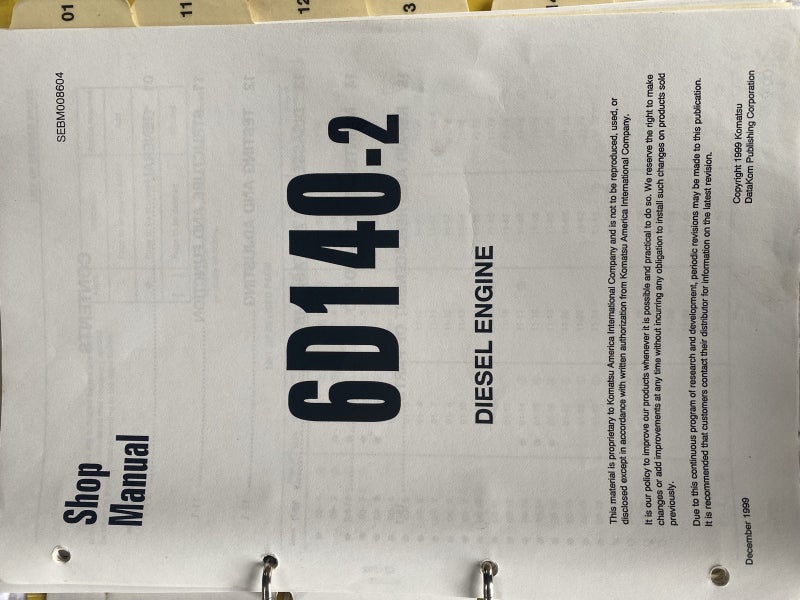 SEBM008604
Shop
Manual
6D140-2
DIESEL ENGINE
This material is proprietary to Komatsu America International Company and is not to be reproduced, used, or
disclosed except in accordance with written authorization from Komatsu America International Company.
It is our policy to improve our products whenever it is possible and practical to do so. We reserve the right to make
changes or add improvements at any time without incurring any obligation to install such changes on products sold
previously.
Due to this continuous program of research and development, periodic revisions may be made to this publication.
It is recommended that customers contact their distributor for information on the latest revision.
December 1999
Copyright 1999 Komatsu
DataKom Publishing Corporation
01
11
12